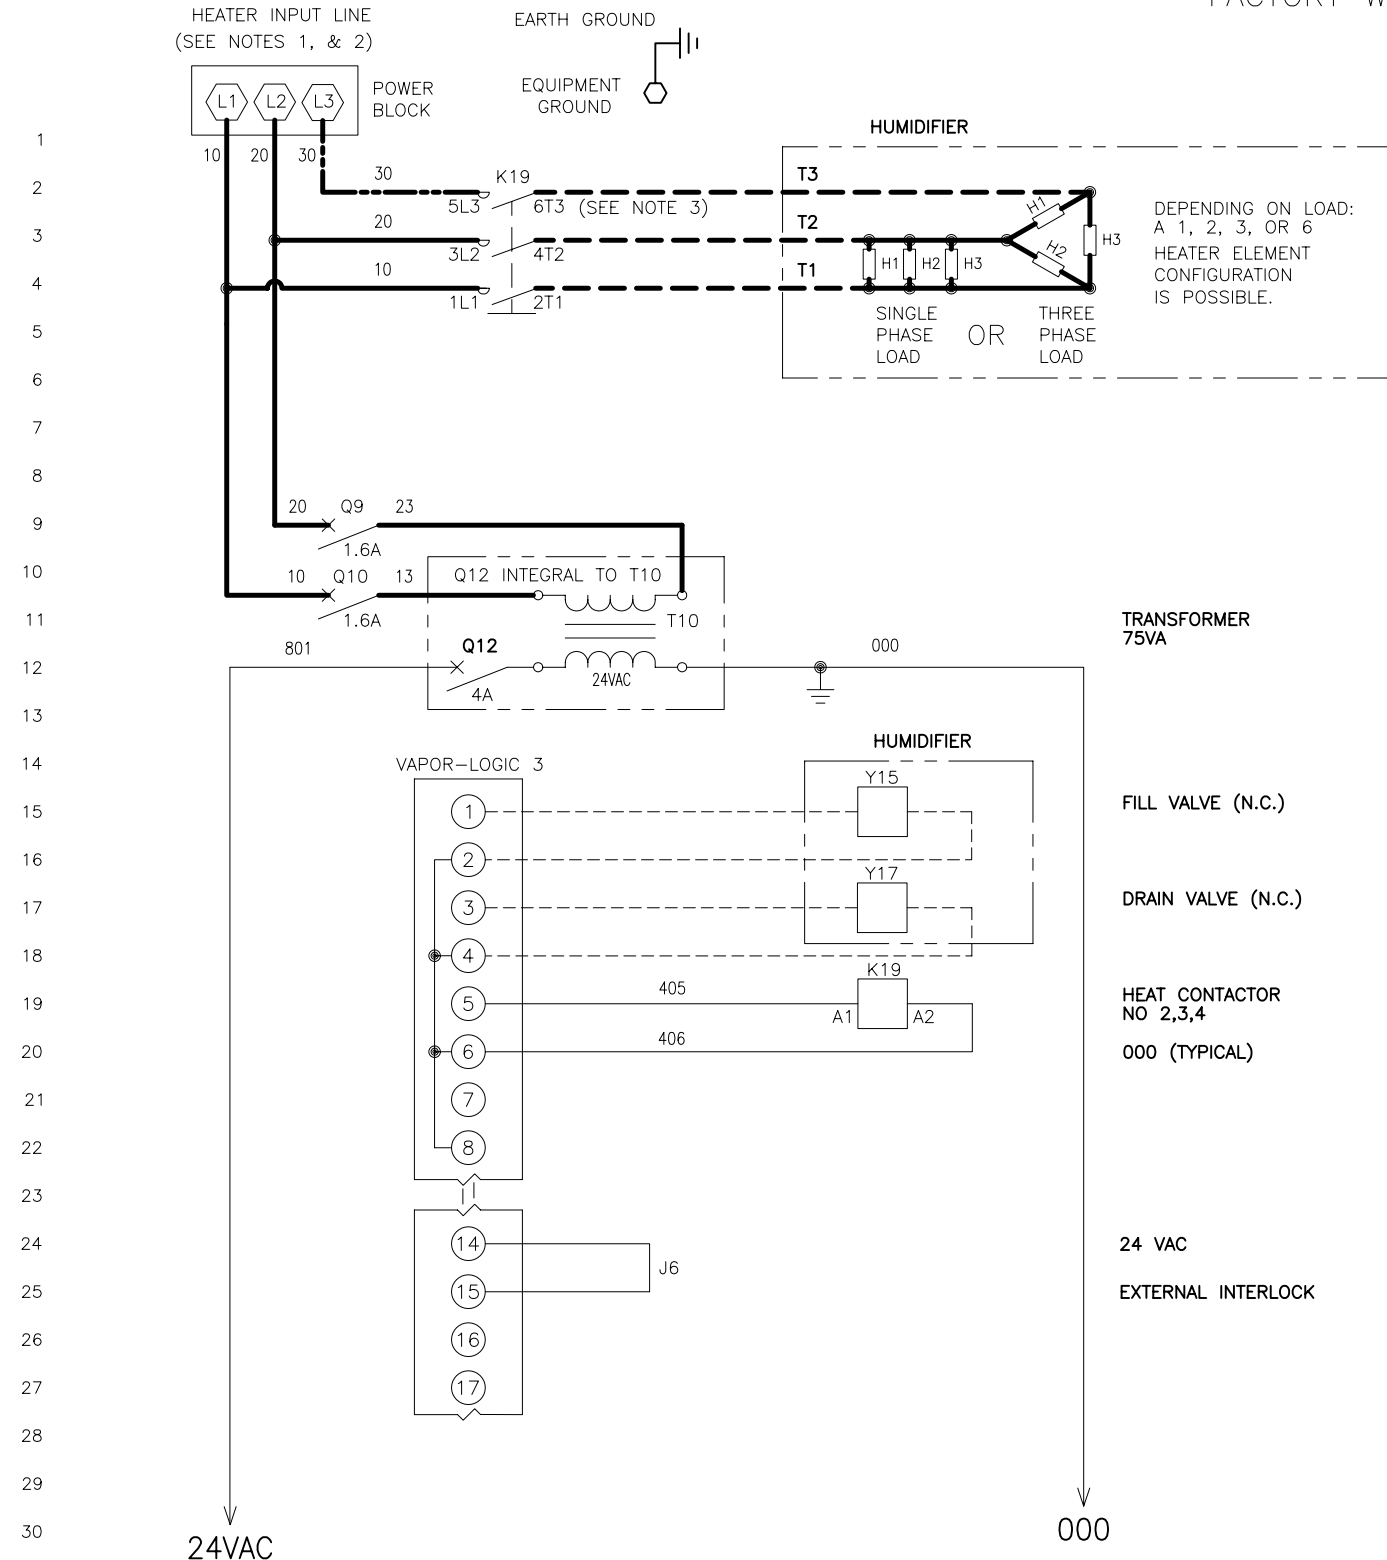 FACTORY W
HEATER INPUT LINE
(SEE NOTES 1, & 2)
EARTH GROUND
L1 L2 L3
POWER
BLOCK
EQUIPMENT
GROUND
1
HUMIDIFIER
10 20 30
2
30
K19
T3
5L3 6T3 (SEE NOTE 3)
H1
DEPENDING ON LOAD:
A 1, 2, 3, OR 6
HEATER ELEMENT
CONFIGURATION
IS POSSIBLE.
3
20
T2
3L2 4T2
H2
H3
4
10
T1
H1 H2 H3
1L1 2T1
SINGLE
PHASE
LOAD
OR
THREE
PHASE
LOAD
5
6
7
8
9
20 Q9 23
1.6A
10
10 Q10 13
Q12 INTEGRAL TO T10
1.6A
11
T10
TRANSFORMER
75VA
801
Q12
000
12
24VAC
4A
13
14
HUMIDIFIER
VAPOR-LOGIC 3
Y15
15
1
FILL VALVE (N.C.)
16
2
Y17
17
3
DRAIN VALVE (N.C.)
18
4
K19
19
5
405
A1 A2
HEAT CONTACTOR
NO 2,3,4
20
6
406
000 (TYPICAL)
21
7
22
8
23
24
14
24 VAC
J6
25
15
EXTERNAL INTERLOCK
26
16
27
17
28
29
30
24VAC
000